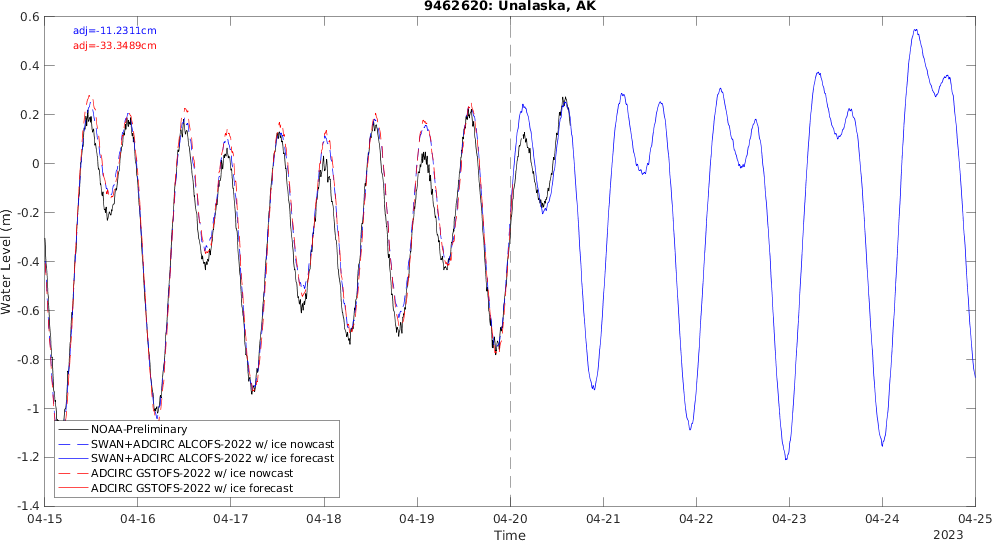 9462620: Unalaska, AK
adj=-11.2311cm
adj=-33.3489cm
0.6
0.4
0.2
0
-0.2
-0.4
-0.6
-0.8
-1
-1.2
-1.4
Water Level (m)
NOAA-Preliminary
SWAN+ADCIRC ALCOFS-2022 w/ ice nowcast
SWAN+ADCIRC ALCOFS-2022 w/ ice forecast
ADCIRC GSTOFS-2022 w/ ice nowcast
ADCIRC GSTOFS-2022 w/ ice forecast
04-15 04-16 04-17 04-18 04-19 04-20 04-21 04-22 04-23 04-24 04-25
Time
2023